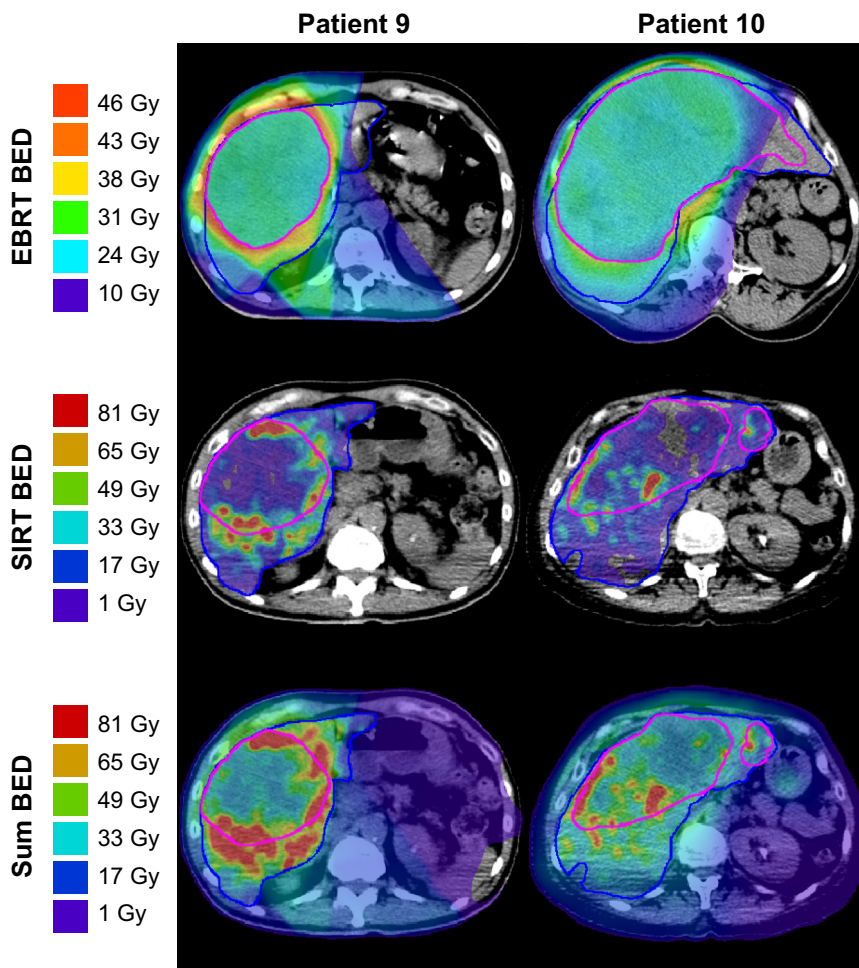 Patient 9
Patient 10
EBRT BED
46 Gy
43 Gy
38 Gy
31 Gy
24 Gy
10 Gy
SIRT BED
81 Gy
65 Gy
49 Gy
33 Gy
17 Gy
1 Gy
Sum BED
81 Gy
65 Gy
49 Gy
33 Gy
17 Gy
1 Gy